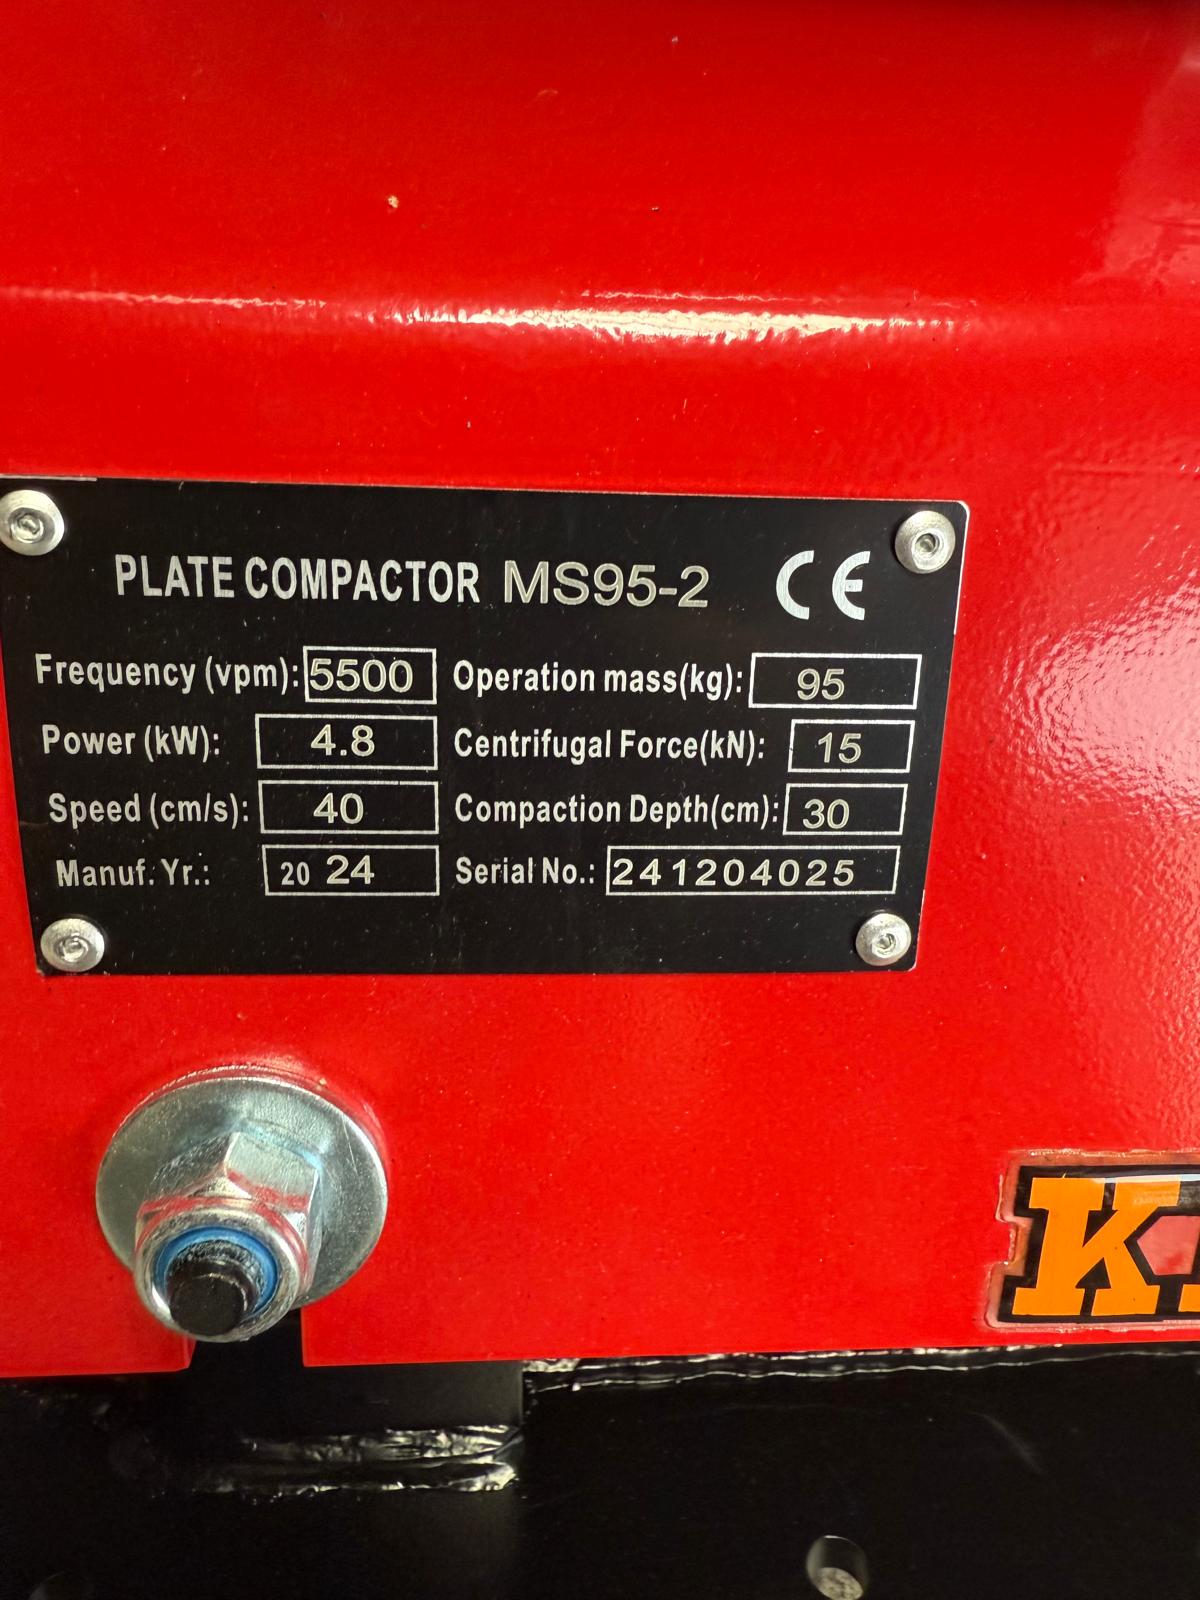 PLATE COMPACTOR MS95-2 CE
Frequency (vpm): 5500 Operation mass(kg): 95
Power (kW): 4.8 Centrifugal Force(kN): 15
Speed (cm/s): 40 Compaction Depth(cm): 30
Manuf. Yr.: 20 24 Serial No.: 241204025
K